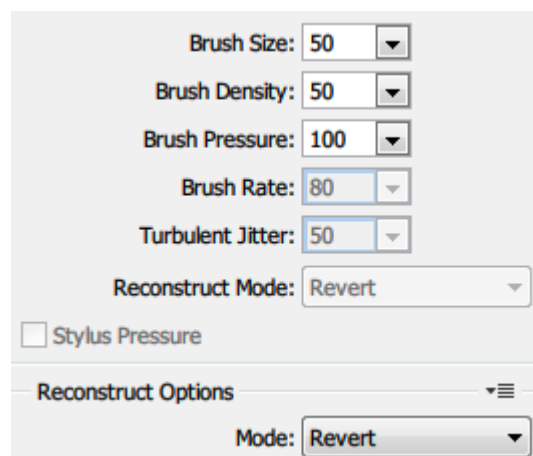 Brush Size: 50
Brush Density: 50
Brush Pressure: 100
Brush Rate: 80
Turbulent Jitter: 50
Reconstruct Mode: Revert
Stylus Pressure
Reconstruct Options
Mode: Revert